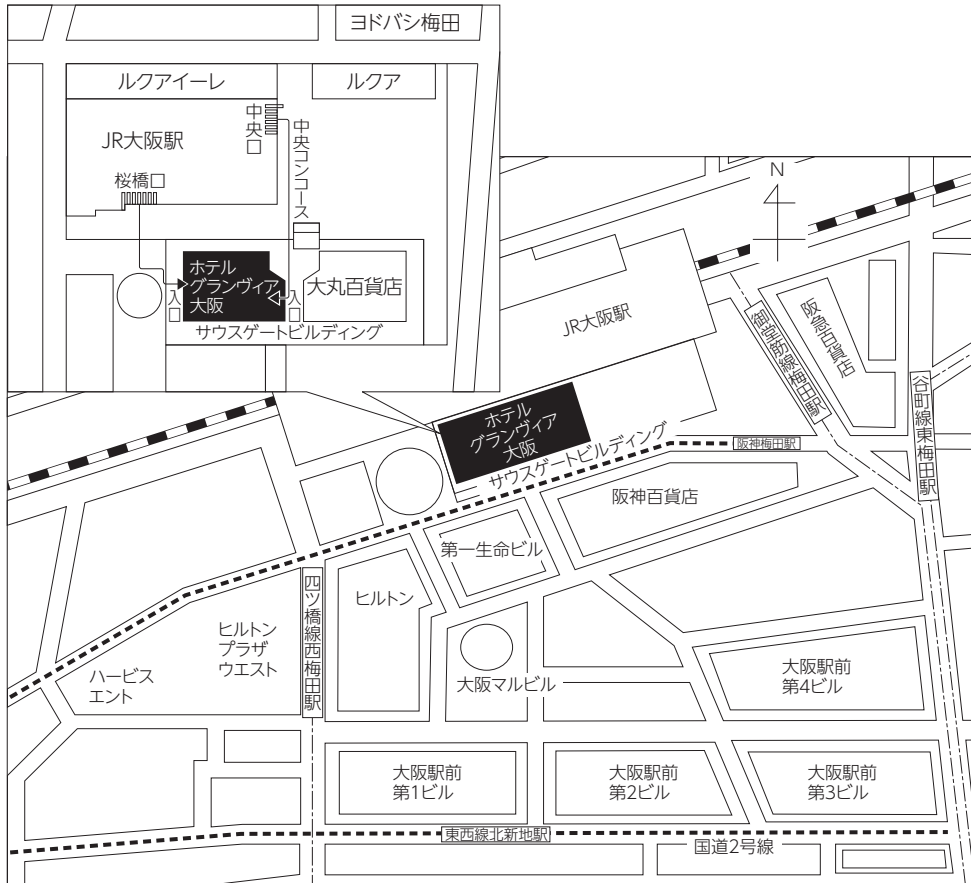 ヨドバシ梅田
ルクアイーレ
ルクア
中央口
中央コンコース
JR大阪駅
桜橋口
ホテル
グランヴィア
大阪
入口
入口
大丸百貨店
サウスゲートビルディング
N
JR大阪駅
御堂筋線梅田駅
阪急百貨店
谷町線東梅田駅
ホテル
グランヴィア
大阪
サウスゲートビルディング
阪神梅田駅
阪神百貨店
第一生命ビル
四ツ橋線西梅田駅
ヒルトン
ヒルトン
プラザ
ウエスト
ハービス
エント
大阪マルビル
大阪駅前
第4ビル
大阪駅前
第1ビル
大阪駅前
第2ビル
大阪駅前
第3ビル
東西線北新地駅
国道2号線